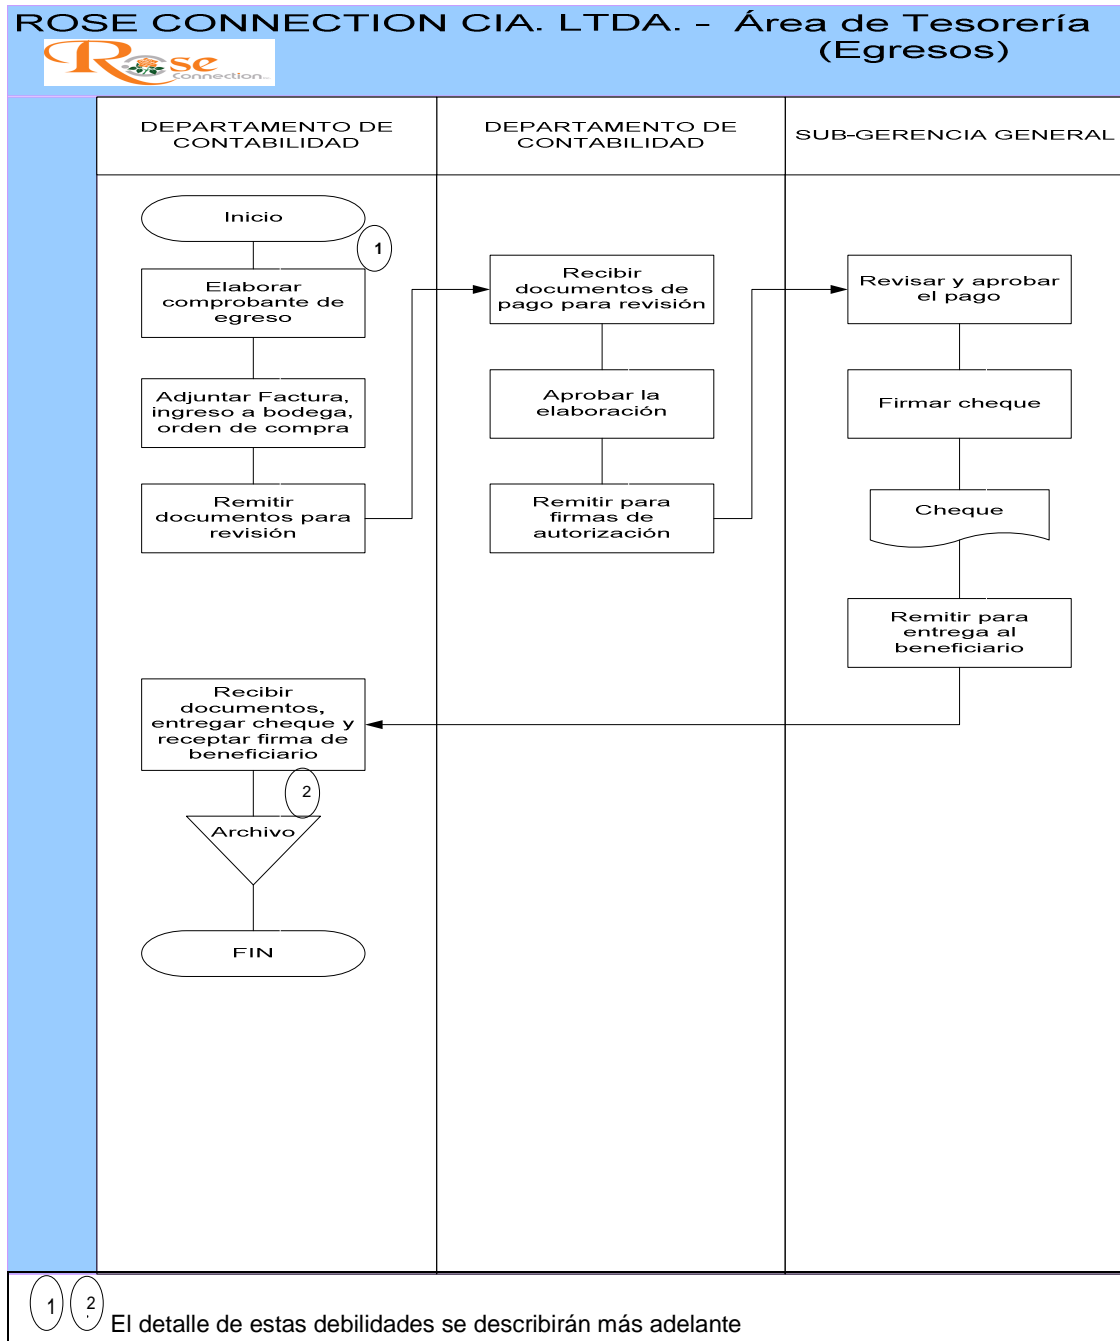 ROSE CONNECTION CIA. LTDA. - Área de Tesorería
(Egresos)
Rose
Connection
DEPARTAMENTO DE
CONTABILIDAD
DEPARTAMENTO DE
CONTABILIDAD
SUB-GERENCIA GENERAL
Inicio
1
Elaborar
comprobante de
egreso
Adjuntar Factura,
ingreso a bodega,
orden de compra
Remitir
documentos para
revisión
Recibir
documentos de
pago para revisión
Aprobar la
elaboración
Remitir para
firmas de
autorización
Revisar y aprobar
el pago
Firmar cheque
Cheque
Remitir para
entrega al
beneficiario
Recibir
documentos,
entregar cheque y
receptar firma de
beneficiario
2
Archivo
FIN
1 2 El detalle de estas debilidades se describirán más adelante